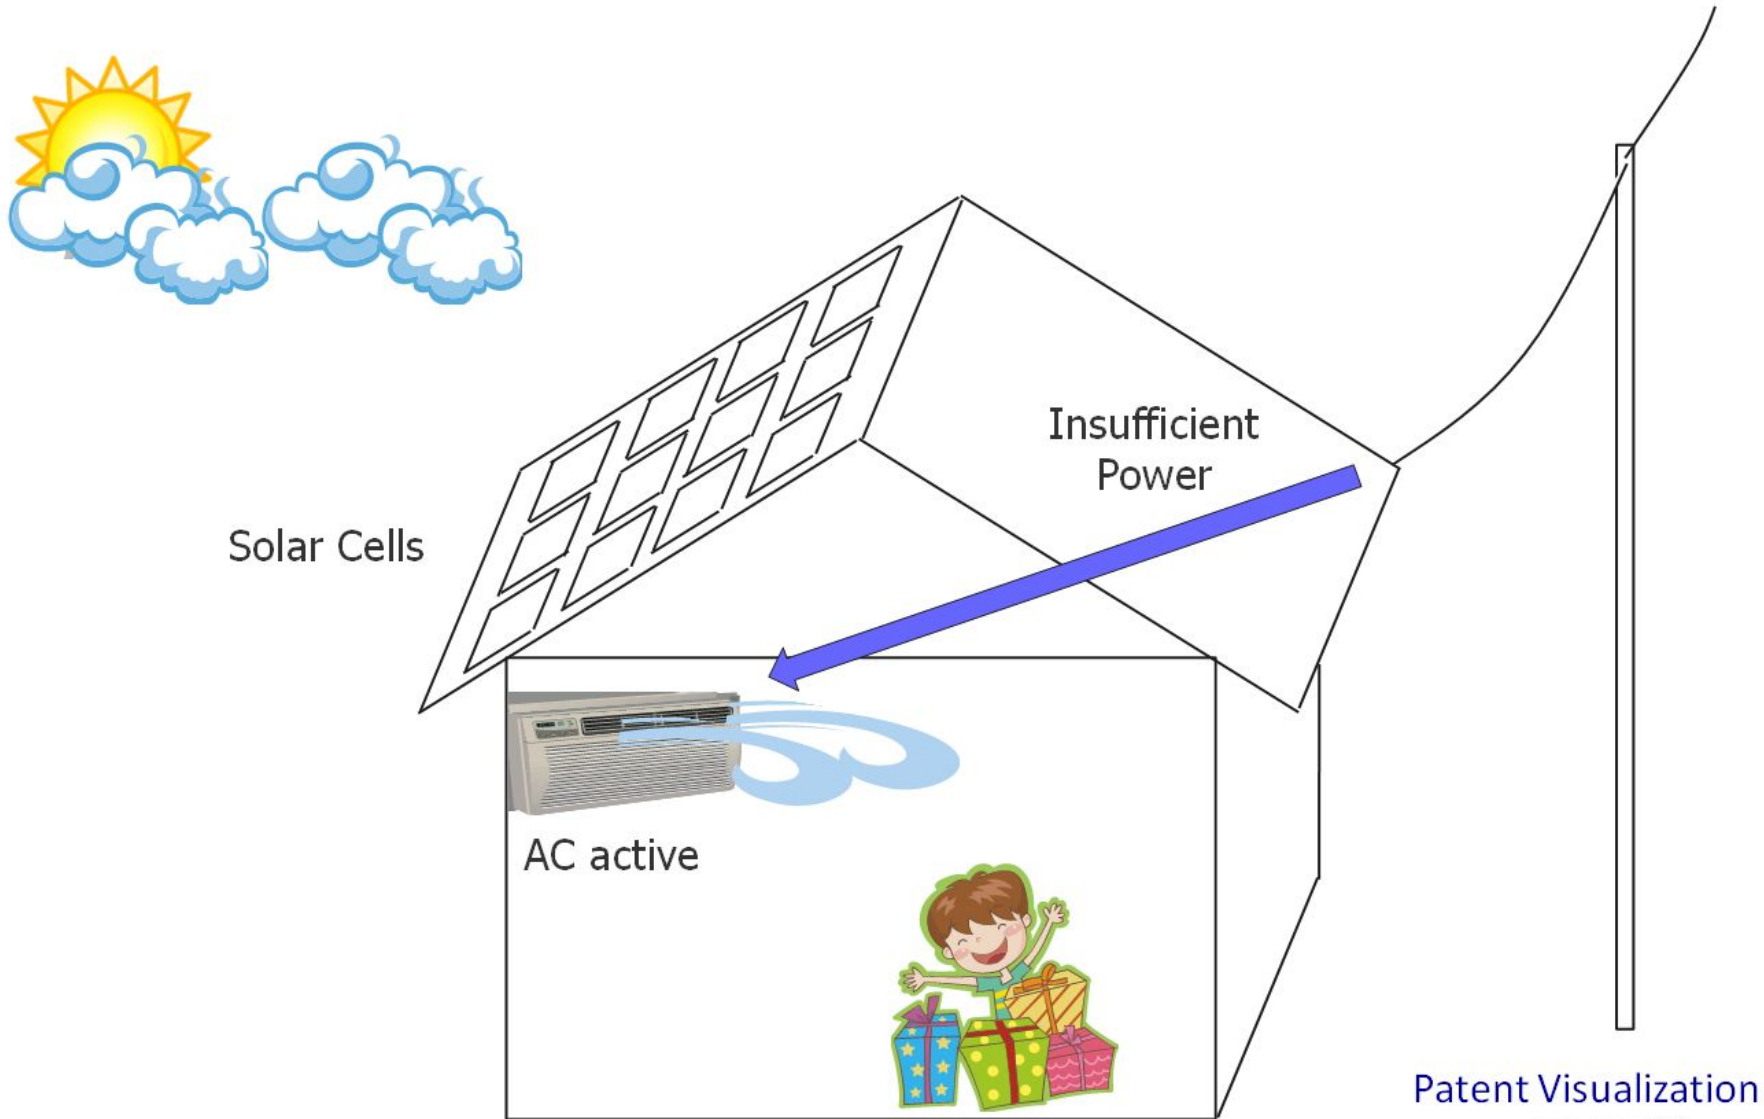 Insufficient
Power
Solar Cells
AC active
Patent Visualization